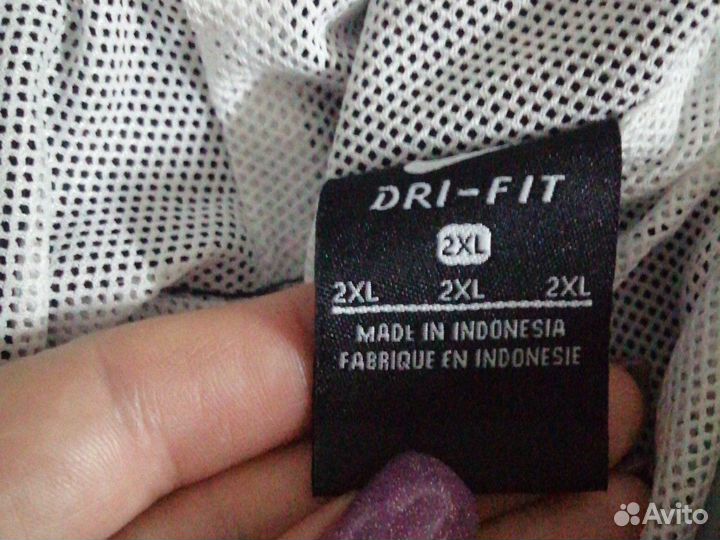 DRI-FIT
2XL
2XL 2XL 2XL
MADE IN INDONESIA
FABRIQUE EN INDONESIE
Avito